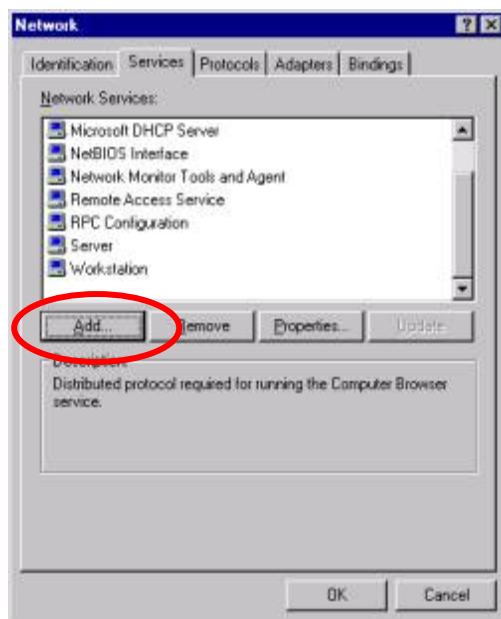 Network
Identification Services Protocols Adapters Bindings
Network Services:
Microsoft DHCP Server
NetBIOS Interface
Network Monitor Tools and Agent
Remote Access Service
RPC Configuration
Server
Workstation
Add... Remove Properties... Update
Description:
Distributed protocol required for running the Computer Browser
service.
OK Cancel